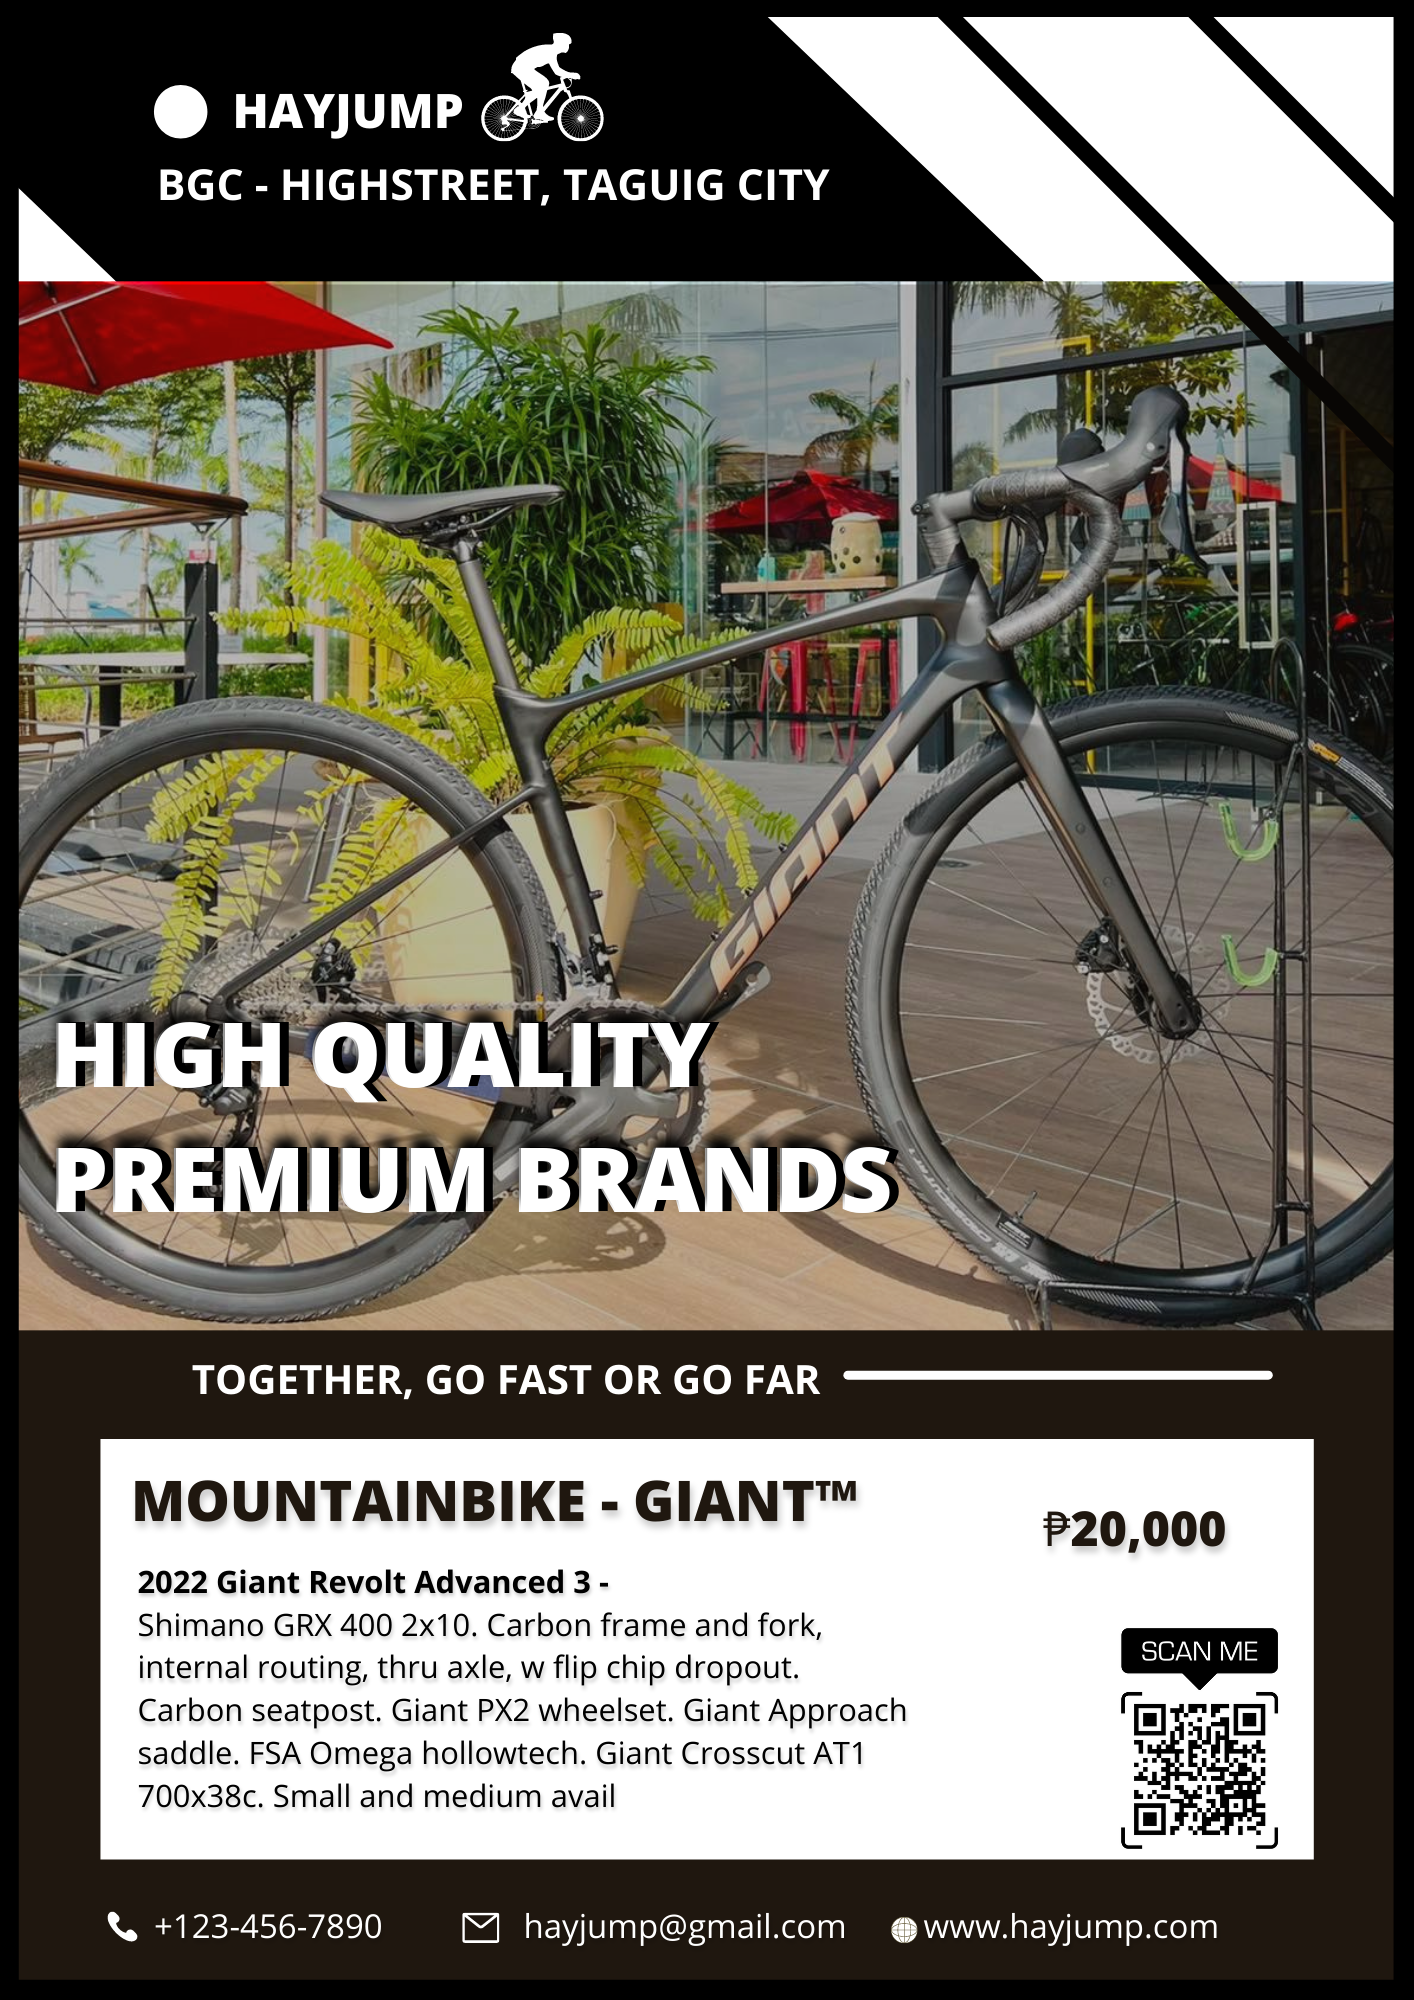 HAYJUMP
BGC - HIGHSTREET, TAGUIG CITY
GIANT
HIGH QUALITY
PREMIUM BRANDS
TOGETHER, GO FAST OR GO FAR
MOUNTAINBIKE - GIANT™
₱20,000
2022 Giant Revolt Advanced 3 -
Shimano GRX 400 2x10. Carbon frame and fork,
internal routing, thru axle, w flip chip dropout.
Carbon seatpost. Giant PX2 wheelset. Giant Approach
saddle. FSA Omega hollowtech. Giant Crosscut AT1
700x38c. Small and medium avail
SCAN ME
+123-456-7890
hayjump@gmail.com
www.hayjump.com